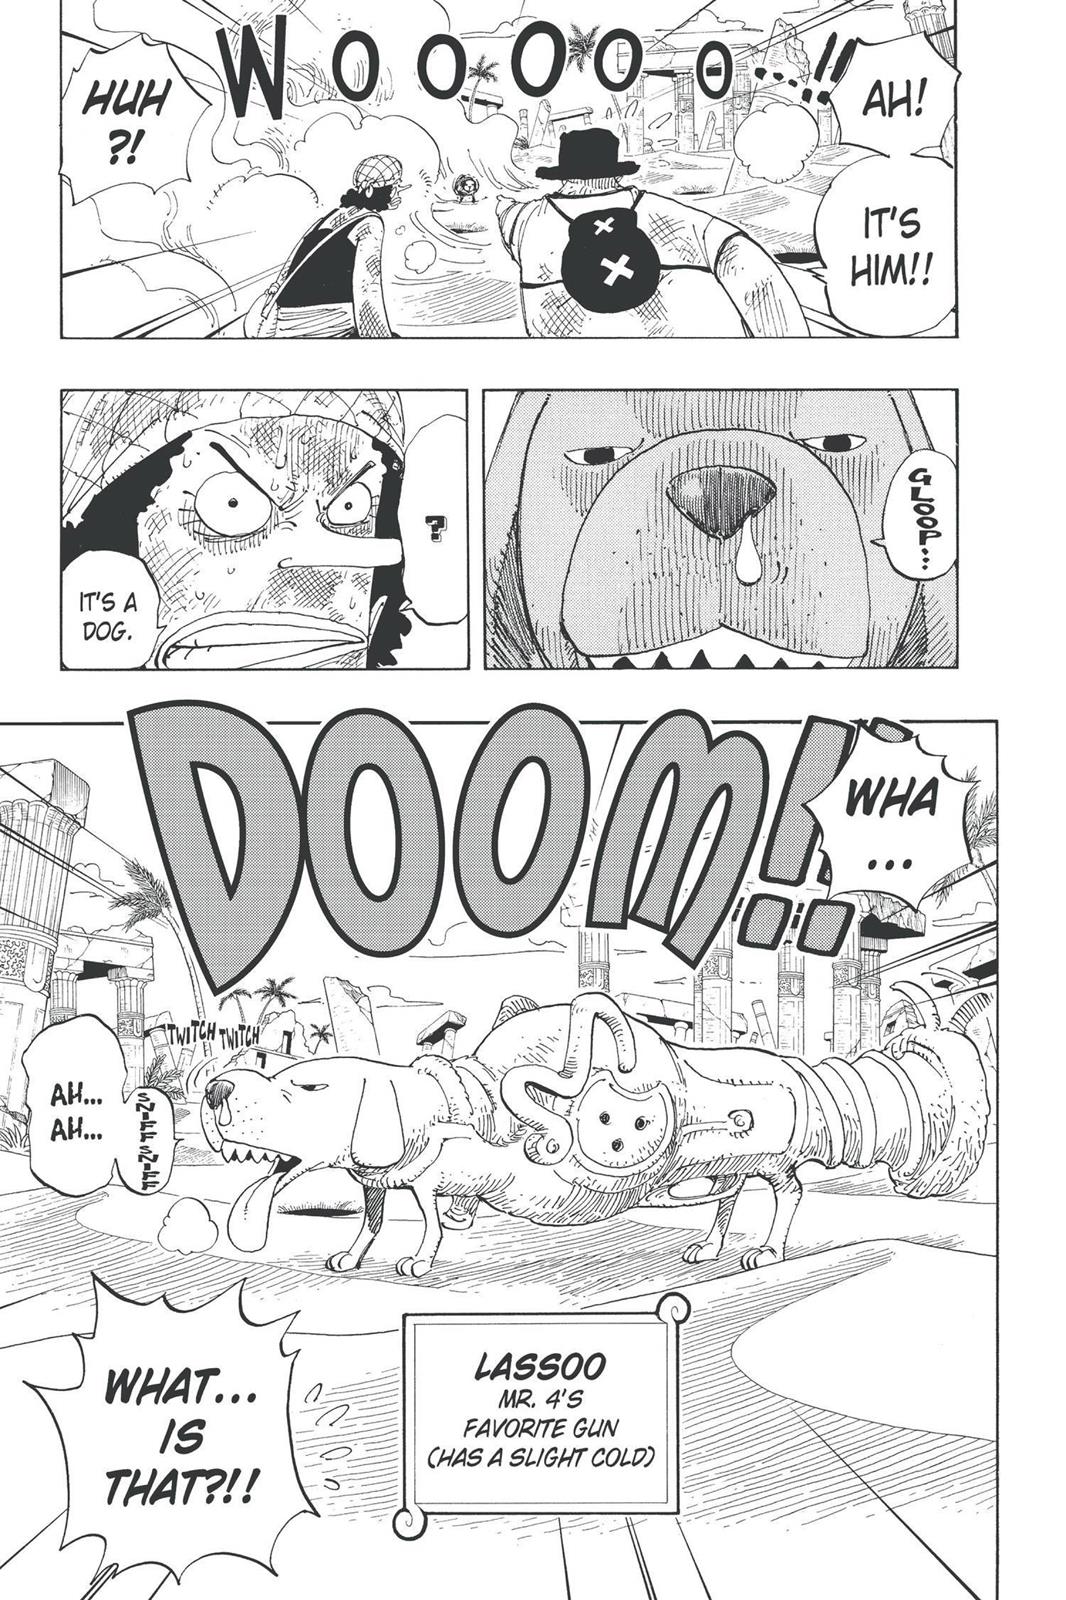 WOOOOO...!!
AH!
IT'S
HIM!!
HUH
?!
GLOOP...
?
IT'S A
DOG.
DOOM!!
WHA
...
TWITCH TWITCH
SNIFF SNIFF
AH...
AH...
WHAT...
IS
THAT?!!
LASSOO
MR. 4'S
FAVORITE GUN
(HAS A SLIGHT COLD)